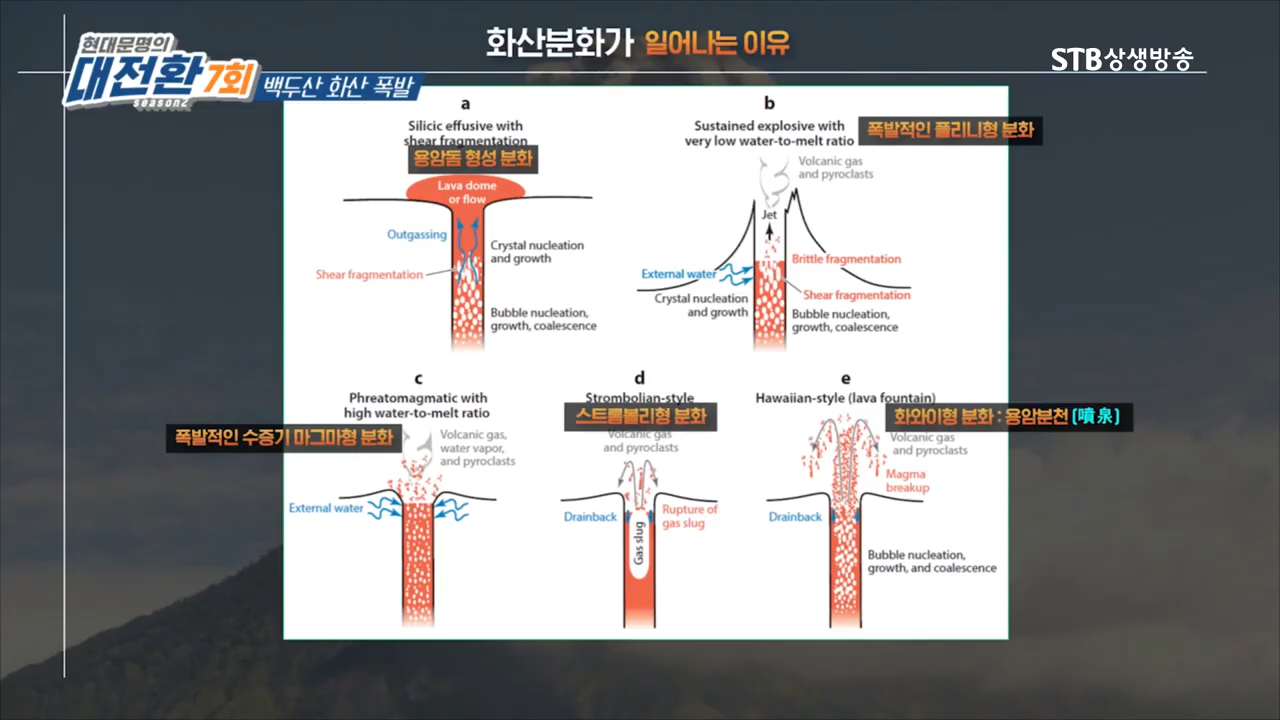 화산분화가 일어나는 이유
현대문명의
대전환 7회
season2
백두산 화산 폭발
STB상생방송
a
Silicic effusive with
shear fragmentation
용암돔 형성 분화
Lava dome
or flow
Outgassing
Crystal nucleation
and growth
Shear fragmentation
Bubble nucleation,
growth, coalescence
b
Sustained explosive with
very low water-to-melt ratio
폭발적인 플리니형 분화
Volcanic gas
and pyroclasts
Jet
Brittle fragmentation
External water
Shear fragmentation
Crystal nucleation
and growth
Bubble nucleation,
growth, coalescence
c
Phreatomagmatic with
high water-to-melt ratio
폭발적인 수증기 마그마형 분화
Volcanic gas,
water vapor,
and pyroclasts
External water
d
Strombolian-style
스트롬볼리형 분화
Volcanic gas
and pyroclasts
Drainback
Rupture of
gas slug
Gas slug
e
Hawaiian-style (lava fountain)
화와이형 분화 : 용암분천 (噴泉)
Volcanic gas
and pyroclasts
Magma
breakup
Drainback
Bubble nucleation,
growth, and coalescence